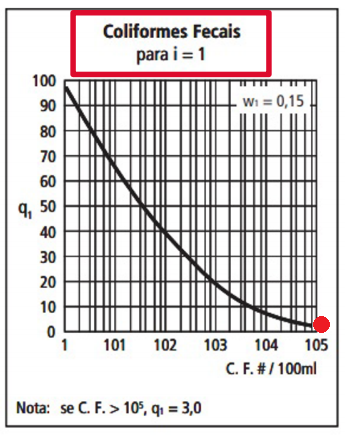 Coliformes Fecais
para i = 1
w₁ = 0,15
q₁
100
90
80
70
60
50
40
30
20
10
0
1 101 102 103 104 105
C. F. # / 100ml
Nota: se C. F. > 10⁵, q₁ = 3,0